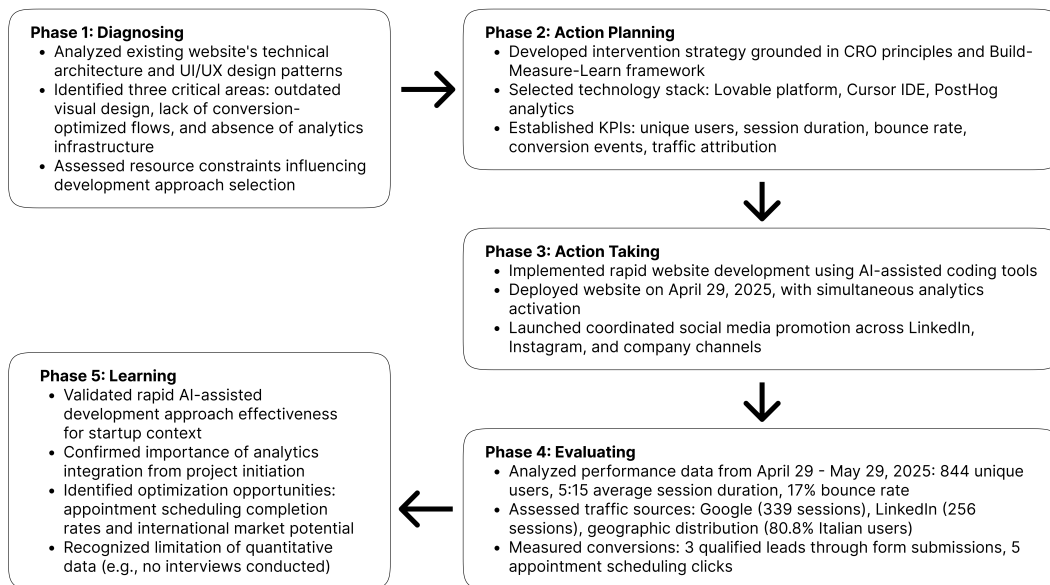 Phase 1: Diagnosing
• Analyzed existing website's technical
architecture and UI/UX design patterns
• Identified three critical areas: outdated
visual design, lack of conversion-
optimized flows, and absence of analytics
infrastructure
• Assessed resource constraints influencing
development approach selection
Phase 2: Action Planning
• Developed intervention strategy grounded in CRO principles and Build-
Measure-Learn framework
• Selected technology stack: Lovable platform, Cursor IDE, PostHog
analytics
• Established KPIs: unique users, session duration, bounce rate,
conversion events, traffic attribution
Phase 3: Action Taking
• Implemented rapid website development using AI-assisted coding tools
• Deployed website on April 29, 2025, with simultaneous analytics
activation
• Launched coordinated social media promotion across LinkedIn,
Instagram, and company channels
Phase 4: Evaluating
• Analyzed performance data from April 29 - May 29, 2025: 844 unique
users, 5:15 average session duration, 17% bounce rate
• Assessed traffic sources: Google (339 sessions), LinkedIn (256
sessions), geographic distribution (80.8% Italian users)
• Measured conversions: 3 qualified leads through form submissions, 5
appointment scheduling clicks
Phase 5: Learning
• Validated rapid AI-assisted
development approach effectiveness
for startup context
• Confirmed importance of analytics
integration from project initiation
• Identified optimization opportunities:
appointment scheduling completion
rates and international market potential
• Recognized limitation of quantitative
data (e.g., no interviews conducted)